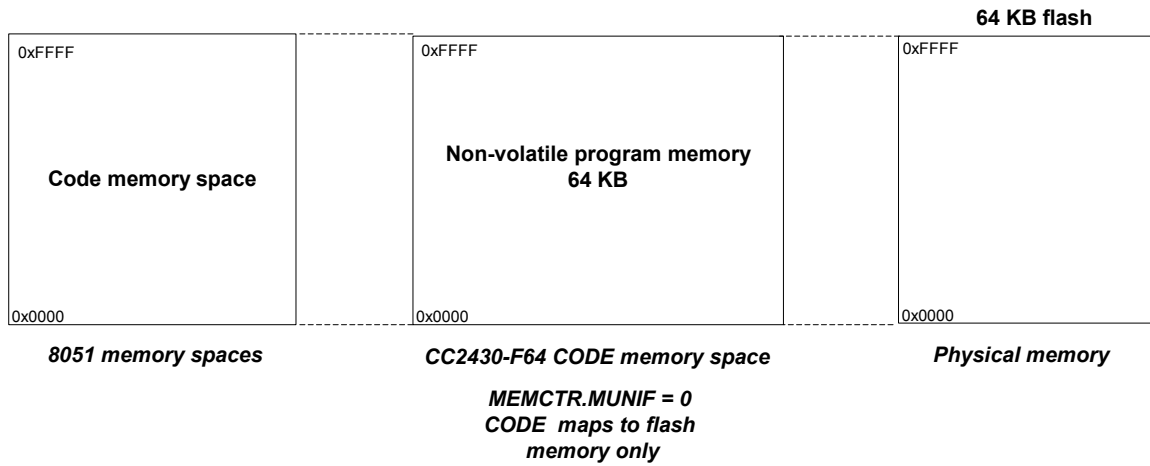 64 KB flash
0xFFFF
0xFFFF
0xFFFF
Code memory space
Non-volatile program memory
64 KB
0x0000
0x0000
0x0000
8051 memory spaces
CC2430-F64 CODE memory space
Physical memory
MEMCTR.MUNIF = 0
CODE maps to flash
memory only